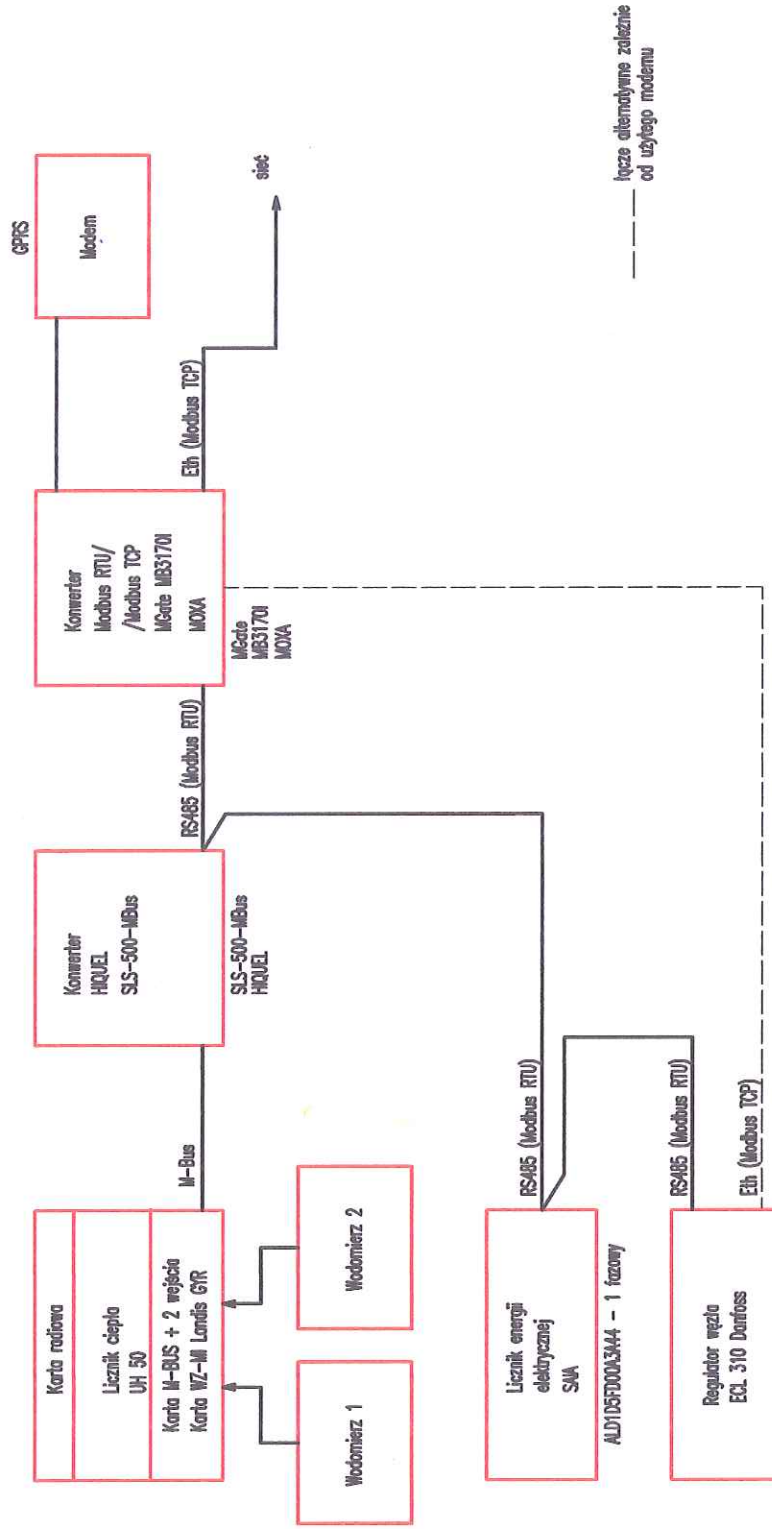 Karta radiowa
Licznik ciepła
UH 50
Karta M-BUS + 2 wejścia
Karta WZ-MI Landis GYR
M-Bus
Wodomierz 1
Wodomierz 2
Konwerter
HIQUEL
SLS-500-MBus
SLS-500-MBus
HIQUEL
RS485 (Modbus RTU)
Konwerter
Modbus RTU/
/Modbus TCP
MGate MB3170I
MOXA
MGate
MB3170I
MOXA
Eth (Modbus TCP)
GPRS
Modem
sieć
Licznik energii
elektrycznej
SAIA
ALD1D5FD00A3A44 - 1 fazowy
RS485 (Modbus RTU)
Regulator węzła
ECL 310 Danfoss
RS485 (Modbus RTU)
Eth (Modbus TCP)
łącze alternatywne zależnie
od użytego modemu